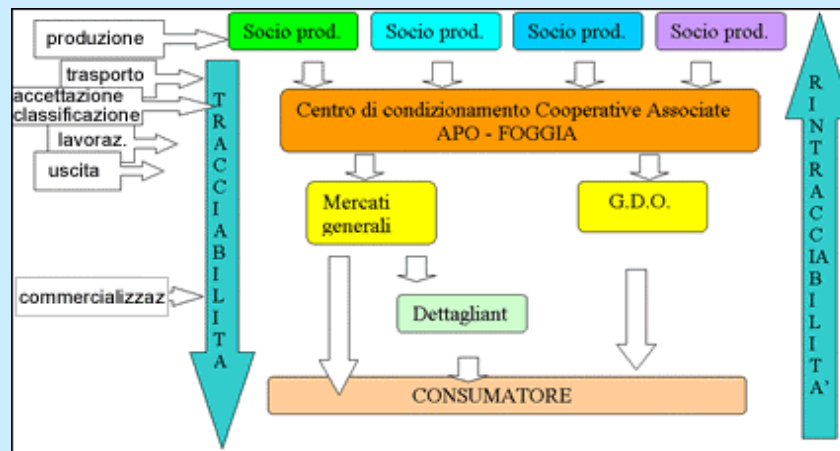 produzione
Socio prod.
Socio prod.
Socio prod.
Socio prod.
trasporto
accettazione
classificazione
lavoraz.
uscita
TRACCIABILITA
RINTRACCIABILITA'
Centro di condizionamento Cooperative Associate
APO - FOGGIA
Mercati
generali
G.D.O.
commercializzaz
Dettagliant
CONSUMATORE